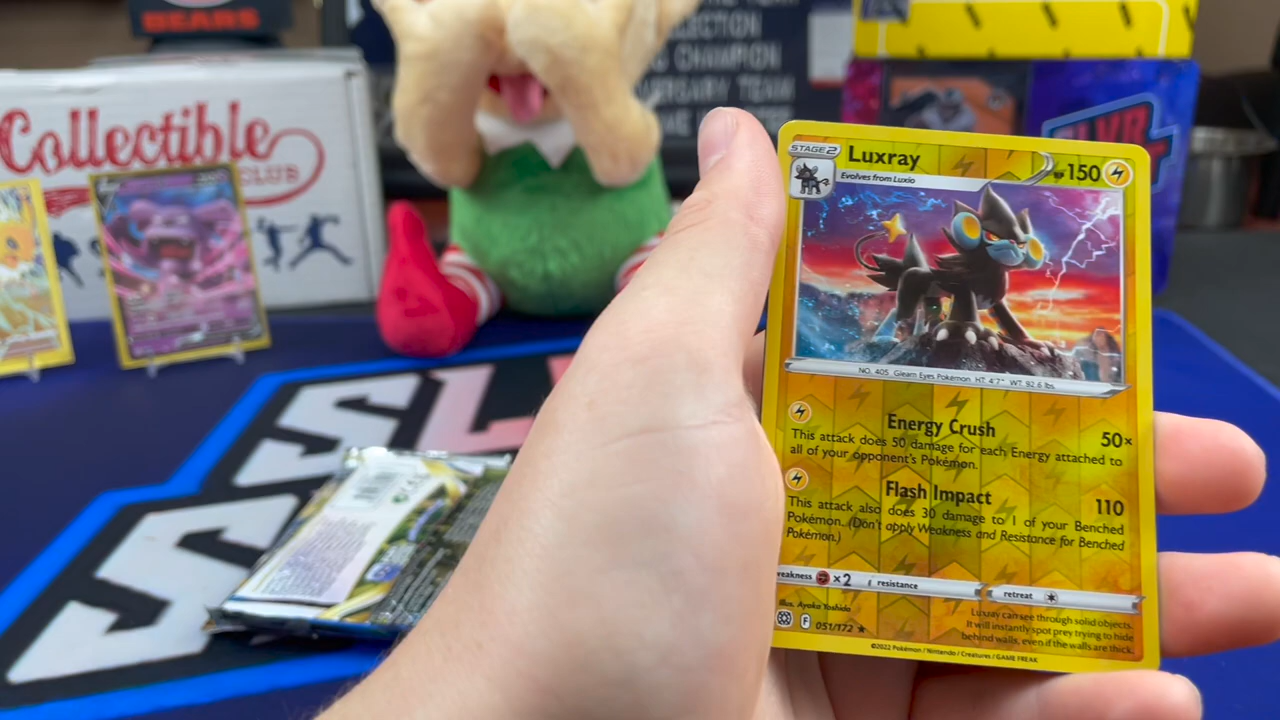 BEARS
Collectible
CLUB
LECTION
CHAMPION
TEAM
STAGE 2
Luxray
150
Evolves from Luxio
NO. 405 Gleam Eyes Pokémon HT: 4'7" WT: 92.6 lbs.
Energy Crush 50×
This attack does 50 damage for each Energy attached to
all of your opponent's Pokémon.
Flash Impact 110
This attack also does 30 damage to 1 of your Benched
Pokémon. (Don't apply Weakness and Resistance for Benched
Pokémon.)
weakness ×2 resistance retreat
Illus. Ayaka Yoshida
F 051/172 ★
Luxray can see through solid objects.
It will instantly spot prey trying to hide
behind walls, even if the walls are thick.
©2022 Pokémon / Nintendo / Creatures / GAME FREAK